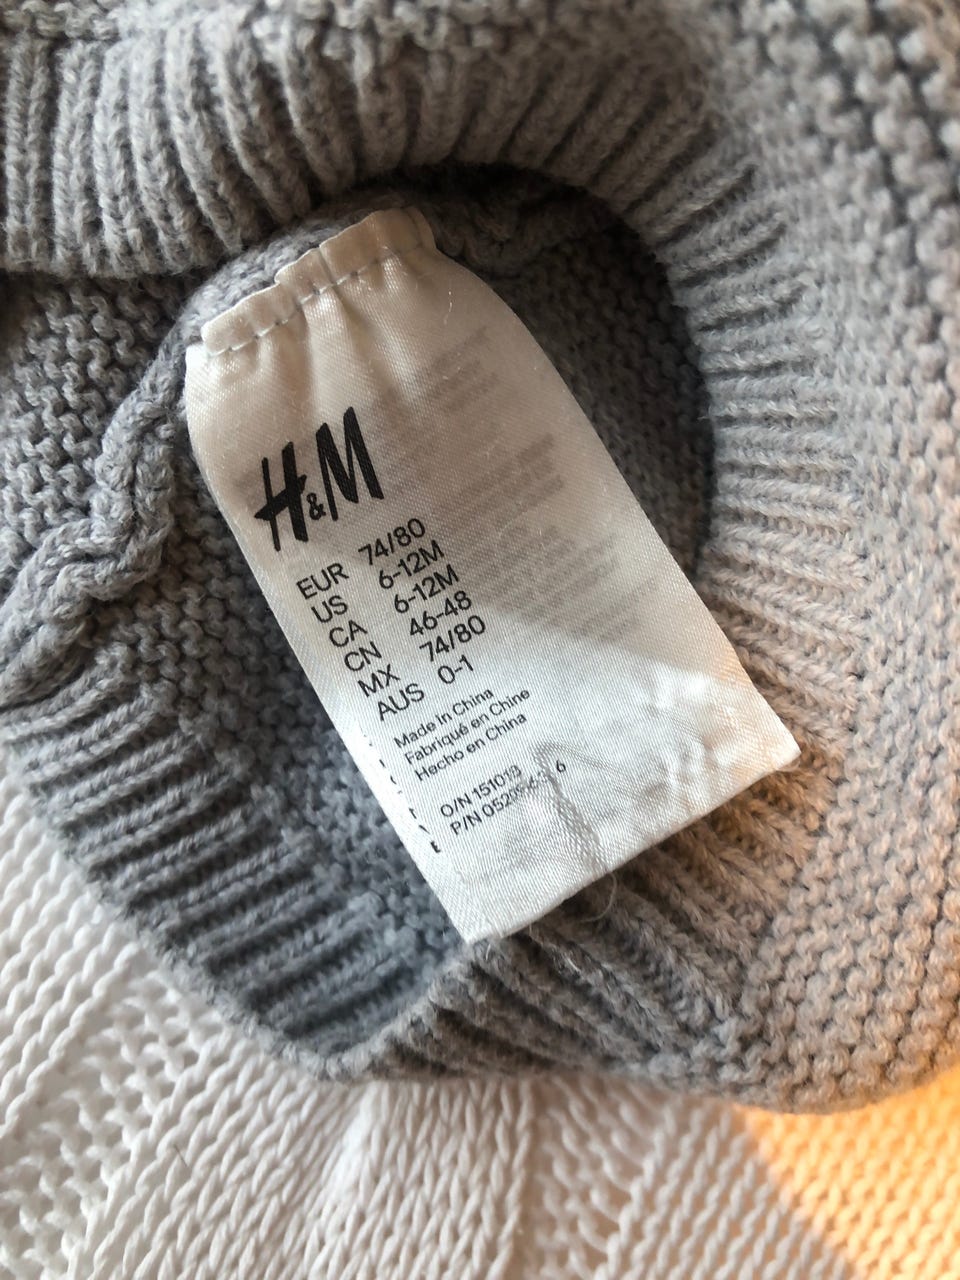 H&M
EUR 74/80
US 6-12M
CA 6-12M
CN 46-48
MX 74/80
AUS 0-1
Made in China
Fabriqué en Chine
Hecho en China
O/N 151019
P/N